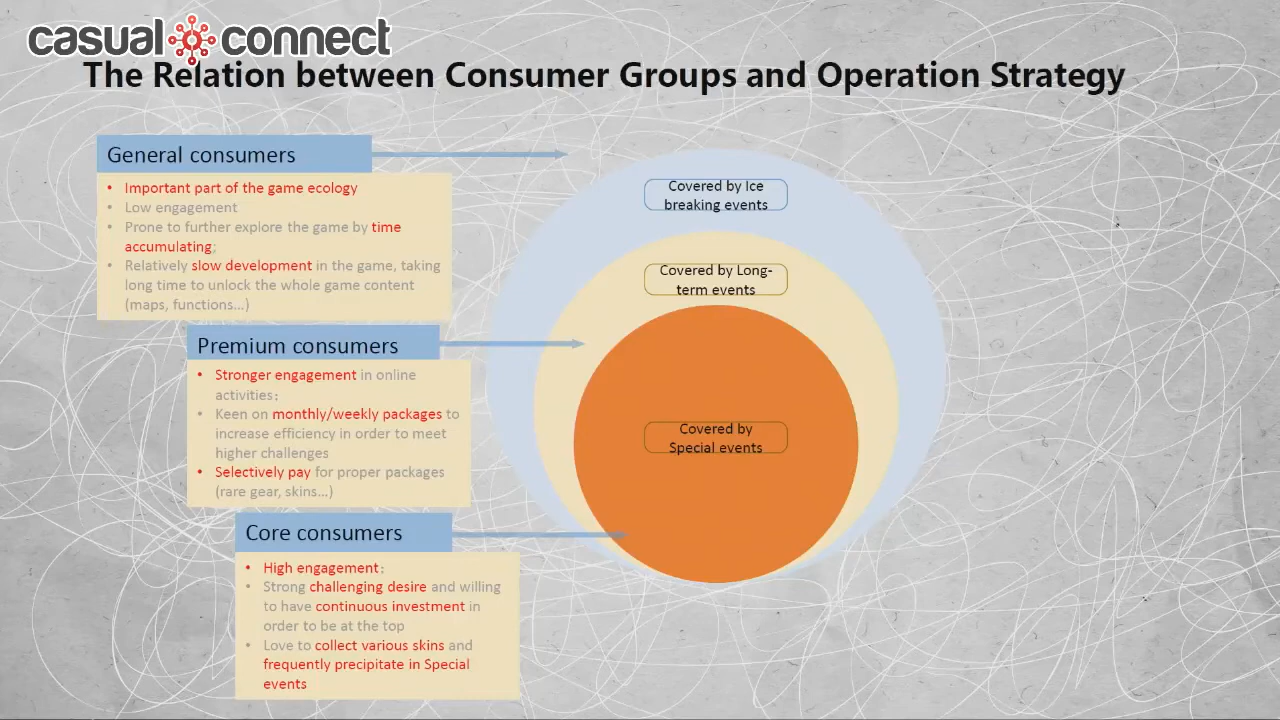 casual connect
The Relation between Consumer Groups and Operation Strategy
General consumers
• Important part of the game ecology
• Low engagement
• Prone to further explore the game by time
accumulating;
• Relatively slow development in the game, taking
long time to unlock the whole game content
(maps, functions...)
Premium consumers
• Stronger engagement in online
activities;
• Keen on monthly/weekly packages to
increase efficiency in order to meet
higher challenges
• Selectively pay for proper packages
(rare gear, skins...)
Core consumers
• High engagement;
• Strong challenging desire and willing
to have continuous investment in
order to be at the top
• Love to collect various skins and
frequently precipitate in Special
events
Covered by Ice
breaking events
Covered by Long-
term events
Covered by
Special events